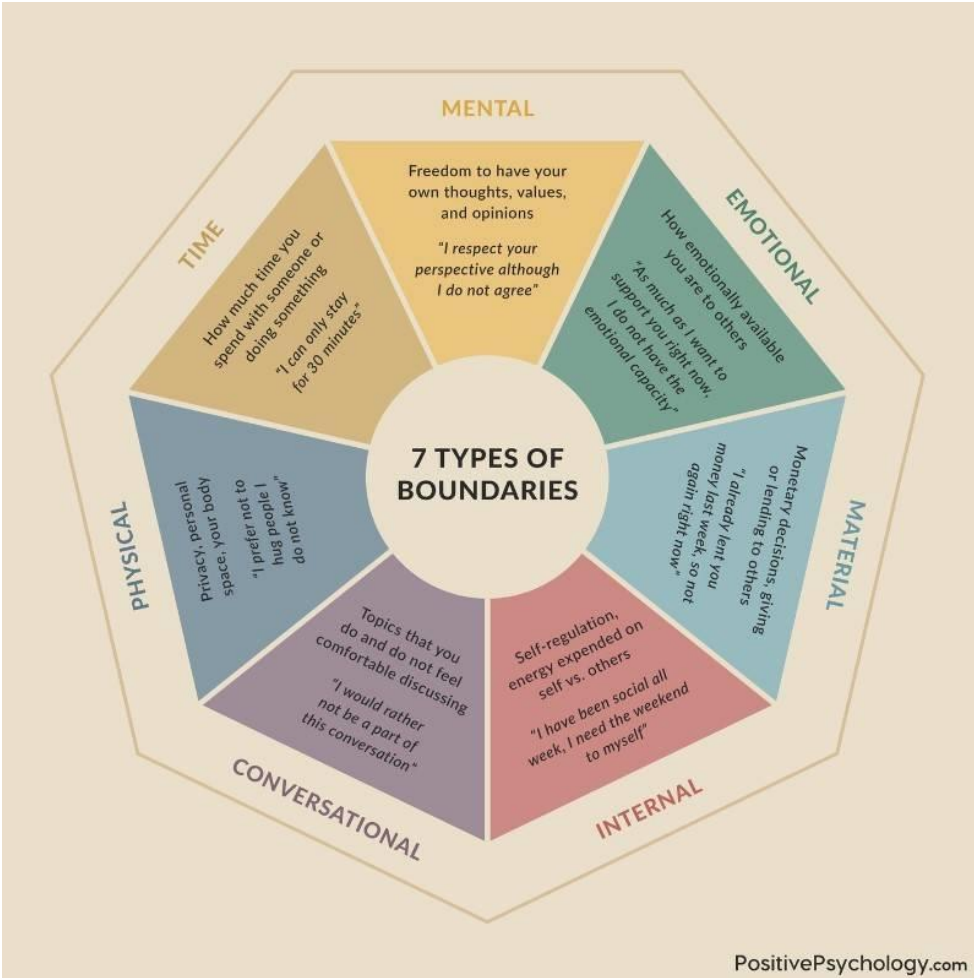 MENTAL
Freedom to have your
own thoughts, values,
and opinions
"I respect your
perspective although
I do not agree"
EMOTIONAL
How emotionally available
you are to others
"As much as I want to
support you right now,
I do not have the
emotional capacity"
MATERIAL
Monetary decisions, giving
or lending to others
"I already lent you
money last week, so not
again right now"
INTERNAL
Self-regulation,
energy expended on
self vs. others
"I have been social all
week, I need the weekend
to myself"
CONVERSATIONAL
Topics that you
do and do not feel
comfortable discussing
"I would rather
not be a part of
this conversation"
PHYSICAL
Privacy, personal
space, your body
"I prefer not to
hug people I
do not know"
TIME
How much time you
spend with someone or
doing something
"I can only stay
for 30 minutes"
7 TYPES OF
BOUNDARIES
PositivePsychology.com